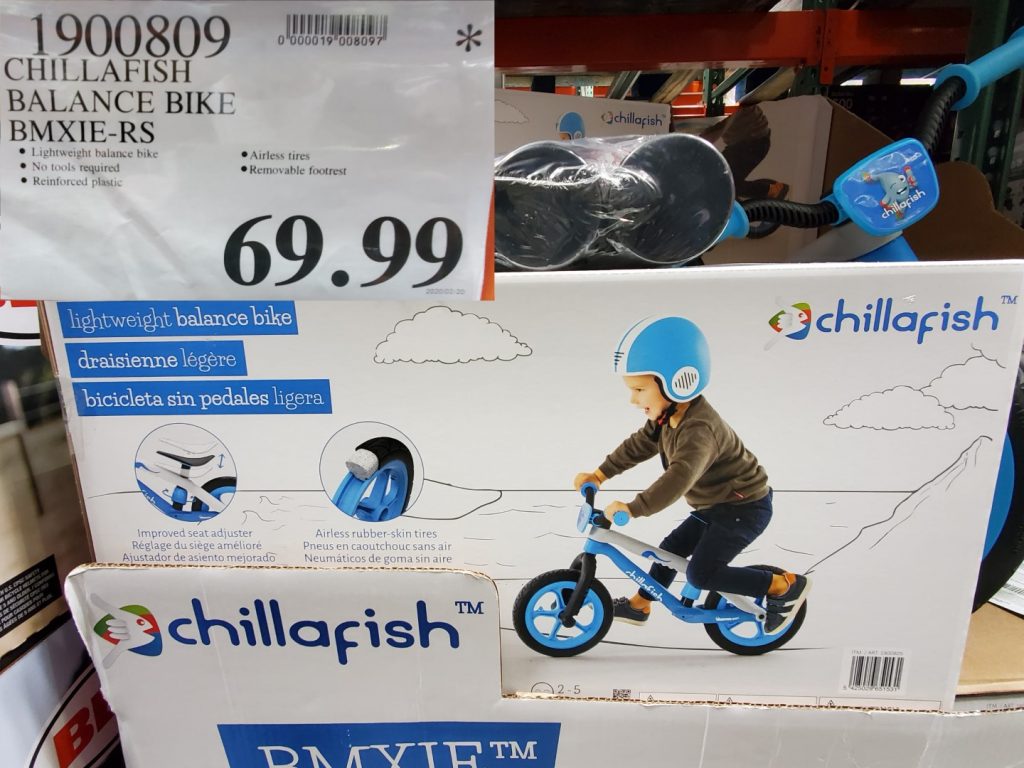 1900809
0 000019 008097
*
CHILLAFISH
BALANCE BIKE
BMXIE-RS
• Lightweight balance bike
• No tools required
• Reinforced plastic
• Airless tires
• Removable footrest
69.99
chillafish
chillafish
lightweight balance bike
draisienne légère
bicicleta sin pedales ligera
chillafish™
Improved seat adjuster
Réglage du siège amélioré
Ajustador de asiento mejorado
Airless rubber-skin tires
Pneus en caoutchouc sans air
Neumáticos de goma sin aire
chillafish
2-5
chillafish™
BMXIE™